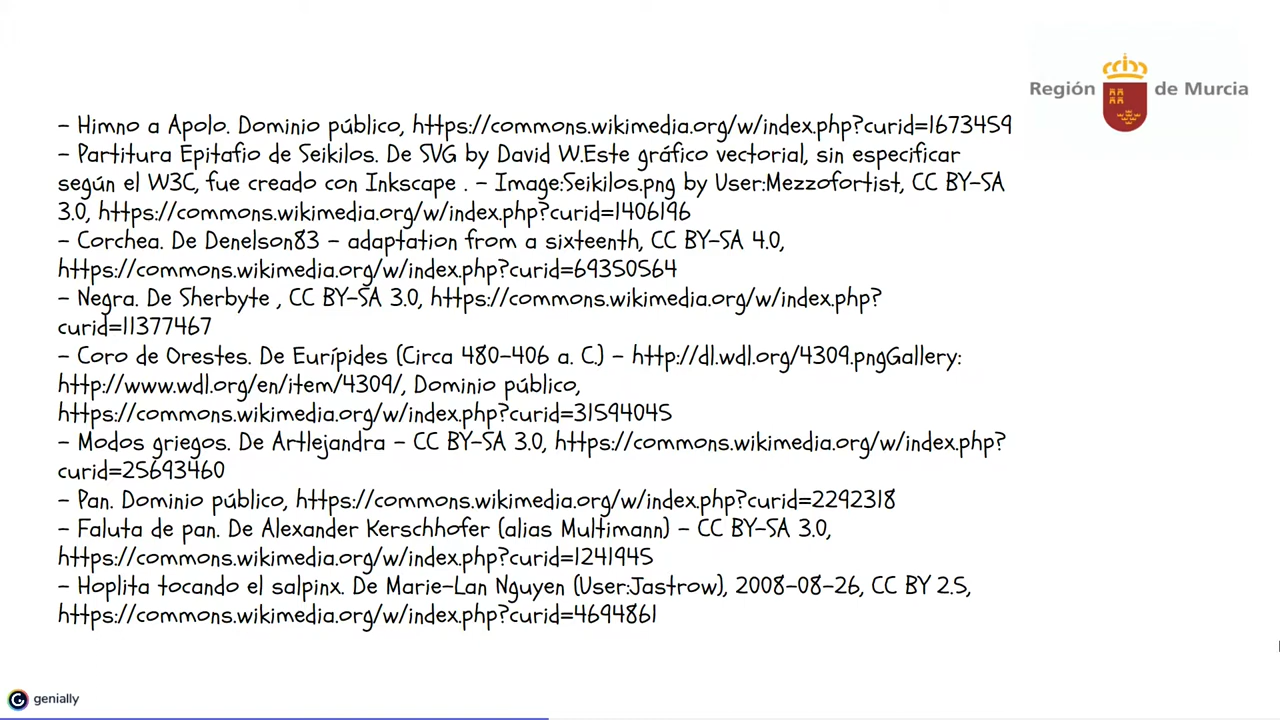 Región de Murcia
- Himno a Apolo. Dominio público, https://commons.wikimedia.org/w/index.php?curid=1673459
- Partitura Epitafio de Seikilos. De SVG by David W.Este gráfico vectorial, sin especificar
según el W3C, fue creado con Inkscape . - Image:Seikilos.png by User:Mezzofortist, CC BY-SA
3.0, https://commons.wikimedia.org/w/index.php?curid=1406196
- Corchea. De Denelson83 - adaptation from a sixteenth, CC BY-SA 4.0,
https://commons.wikimedia.org/w/index.php?curid=69350564
- Negra. De Sherbyte , CC BY-SA 3.0, https://commons.wikimedia.org/w/index.php?
curid=11377467
- Coro de Orestes. De Eurípides (Circa 480-406 a. C.) - http://dl.wdl.org/4309.pngGallery:
http://www.wdl.org/en/item/4309/, Dominio público,
https://commons.wikimedia.org/w/index.php?curid=31594045
- Modos griegos. De Artlejandra - CC BY-SA 3.0, https://commons.wikimedia.org/w/index.php?
curid=25693460
- Pan. Dominio público, https://commons.wikimedia.org/w/index.php?curid=2292318
- Faluta de pan. De Alexander Kerschhofer (alias Multimann) - CC BY-SA 3.0,
https://commons.wikimedia.org/w/index.php?curid=1241945
- Hoplita tocando el salpinx. De Marie-Lan Nguyen (User:Jastrow), 2008-08-26, CC BY 2.5,
https://commons.wikimedia.org/w/index.php?curid=4694861
genially